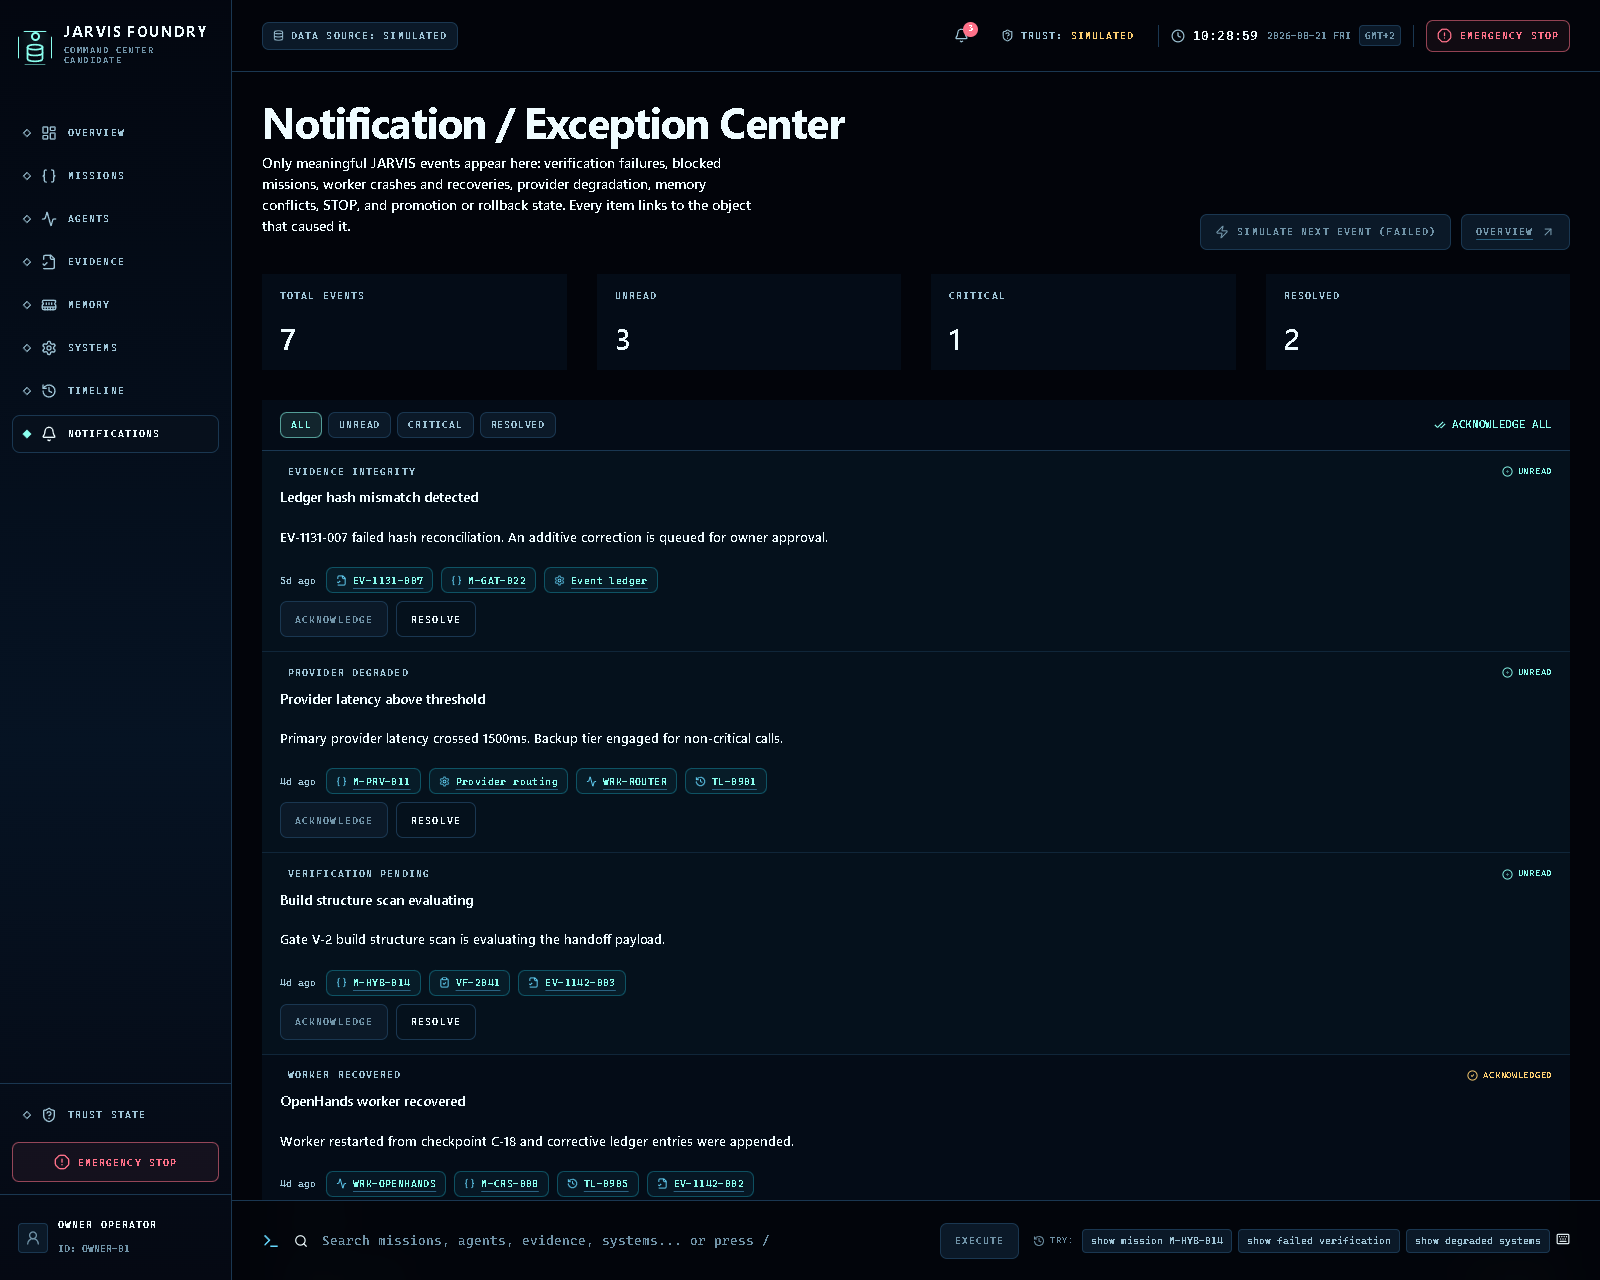 JARVIS FOUNDRY
COMMAND CENTER
CANDIDATE
OVERVIEW
MISSIONS
AGENTS
EVIDENCE
MEMORY
SYSTEMS
TIMELINE
NOTIFICATIONS
TRUST STATE
EMERGENCY STOP
OWNER OPERATOR
ID: OWNER-01
DATA SOURCE: SIMULATED
3
TRUST: SIMULATED
10:28:59 2026-08-21 FRI GMT+2
EMERGENCY STOP
Notification / Exception Center
Only meaningful JARVIS events appear here: verification failures, blocked
missions, worker crashes and recoveries, provider degradation, memory
conflicts, STOP, and promotion or rollback state. Every item links to the object
that caused it.
SIMULATE NEXT EVENT (FAILED)
OVERVIEW
TOTAL EVENTS
7
UNREAD
3
CRITICAL
1
RESOLVED
2
ALL UNREAD CRITICAL RESOLVED
ACKNOWLEDGE ALL
EVIDENCE INTEGRITY
UNREAD
Ledger hash mismatch detected
EV-1131-007 failed hash reconciliation. An additive correction is queued for owner approval.
5d ago EV-1131-007 {} M-GAT-022 Event ledger
ACKNOWLEDGE RESOLVE
PROVIDER DEGRADED
UNREAD
Provider latency above threshold
Primary provider latency crossed 1500ms. Backup tier engaged for non-critical calls.
4d ago {} M-PRV-011 Provider routing WRK-ROUTER TL-0901
ACKNOWLEDGE RESOLVE
VERIFICATION PENDING
UNREAD
Build structure scan evaluating
Gate V-2 build structure scan is evaluating the handoff payload.
4d ago {} M-HYB-014 VF-2041 EV-1142-003
ACKNOWLEDGE RESOLVE
WORKER RECOVERED
ACKNOWLEDGED
OpenHands worker recovered
Worker restarted from checkpoint C-18 and corrective ledger entries were appended.
4d ago WRK-OPENHANDS {} M-CRS-008 TL-0905 EV-1142-002
Search missions, agents, evidence, systems... or press /
EXECUTE
TRY: show mission M-HYB-014 show failed verification show degraded systems